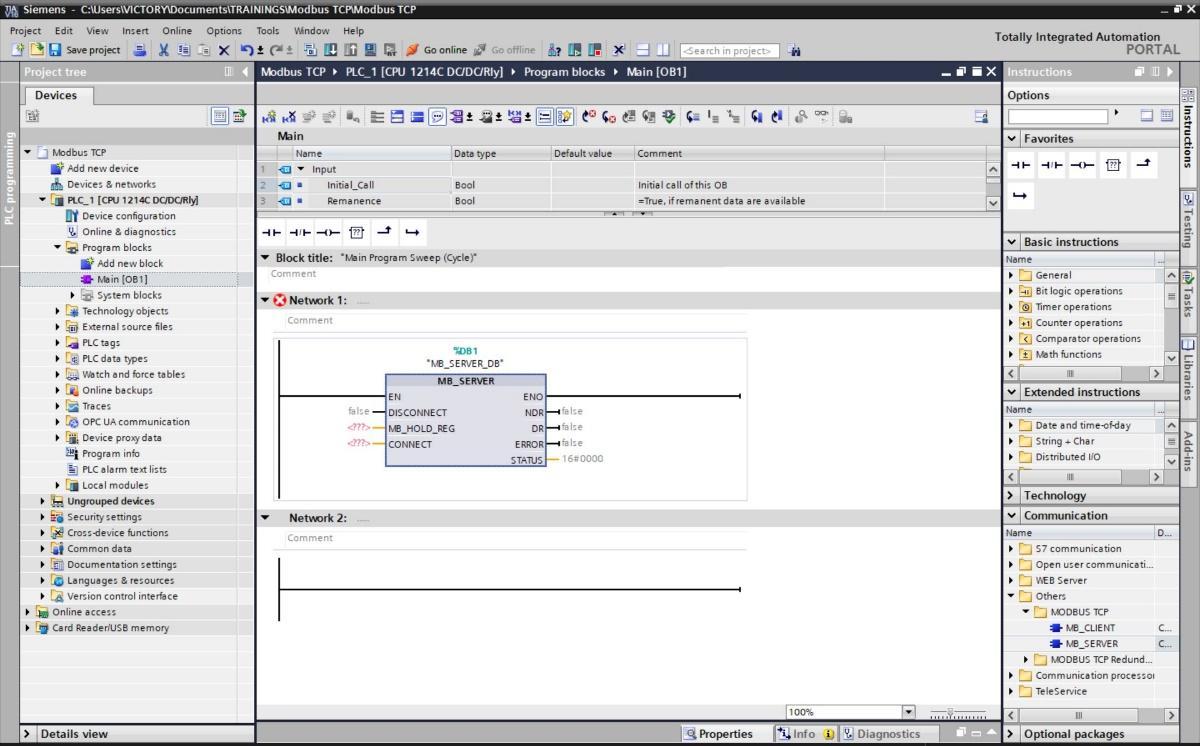 Siemens - C:\Users\VICTORY\Documents\TRAININGS\Modbus TCP\Modbus TCP
Project Edit View Insert Online Options Tools Window Help
Save project Go online Go offline <Search in project>
Totally Integrated Automation
PORTAL
Project tree
Modbus TCP PLC_1 [CPU 1214C DC/DC/Rly] Program blocks Main [OB1]
Instructions
Devices
Options
PLC programming
Modbus TCP
Add new device
Devices & networks
PLC_1 [CPU 1214C DC/DC/Rly]
Device configuration
Online & diagnostics
Program blocks
Add new block
Main [OB1]
System blocks
Technology objects
External source files
PLC tags
PLC data types
Watch and force tables
Online backups
Traces
OPC UA communication
Device proxy data
Program info
PLC alarm text lists
Local modules
Ungrouped devices
Security settings
Cross-device functions
Common data
Documentation settings
Languages & resources
Version control interface
Online access
Card Reader/USB memory
Details view
Main
Name Data type Default value Comment
1 Input
2 Initial_Call Bool Initial call of this OB
3 Remanence Bool =True, if remanent data are available
Block title: "Main Program Sweep (Cycle)"
Comment
Network 1: .....
Comment
%DB1
"MB_SERVER_DB"
MB_SERVER
EN ENO
false DISCONNECT NDR false
<???> MB_HOLD_REG DR false
<???> CONNECT ERROR false
STATUS 16#0000
Network 2: .....
Comment
100%
Properties Info Diagnostics
Favorites
Basic instructions
Name ...
General
Bit logic operations
Timer operations
Counter operations
Comparator operations
Math functions
Extended instructions
Name
Date and time-of-day
String + Char
Distributed I/O
Technology
Communication
Name D...
S7 communication
Open user communicati...
WEB Server
Others
MODBUS TCP
MB_CLIENT C...
MB_SERVER C...
MODBUS TCP Redund...
Communication processor
TeleService
Optional packages
Instructions
Testing
Tasks
Libraries
Add-ins